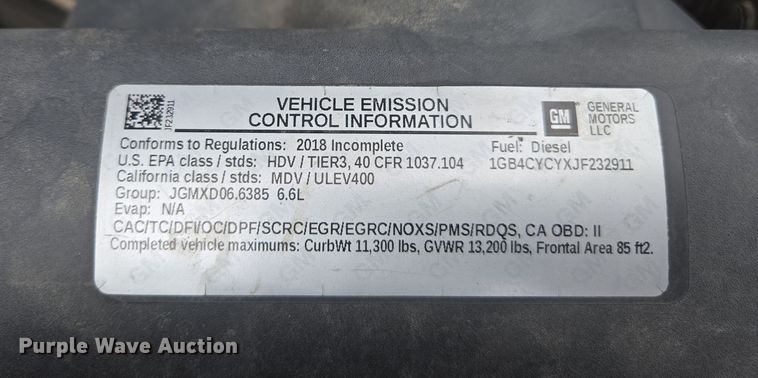 JF232911
VEHICLE EMISSION
CONTROL INFORMATION
GM
GENERAL
MOTORS
LLC
Conforms to Regulations: 2018 Incomplete Fuel: Diesel
U.S. EPA class / stds: HDV / TIER3, 40 CFR 1037.104 1GB4CYCYXJF232911
California class / stds: MDV / ULEV400
Group: JGMXD06.6385 6.6L
Evap: N/A
CAC/TC/DFI/OC/DPF/SCRC/EGR/EGRC/NOXS/PMS/RDQS, CA OBD: II
Completed vehicle maximums: CurbWt 11,300 lbs, GVWR 13,200 lbs, Frontal Area 85 ft2.
Purple Wave Auction